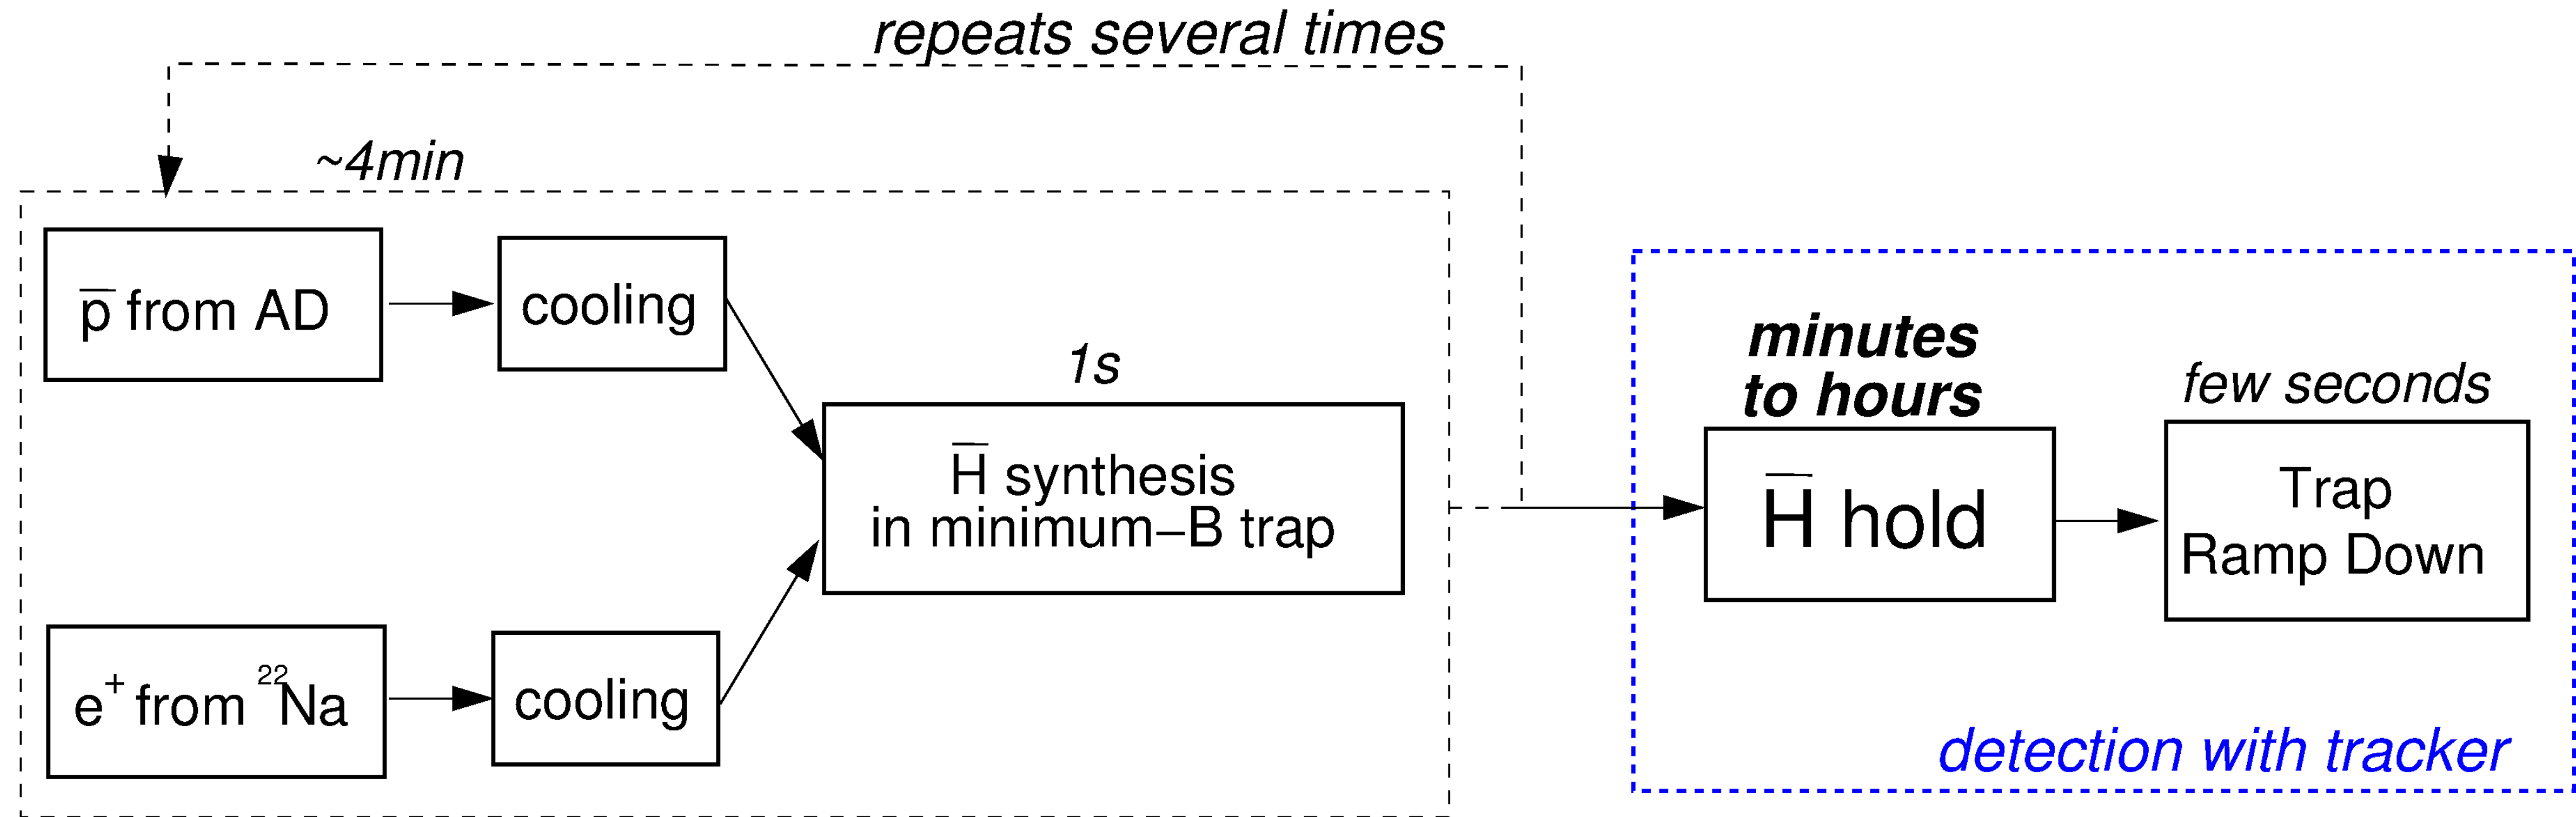 repeats several times
~4min
p̅ from AD
cooling
1s
H̅ synthesis
in minimum–B trap
e⁺ from ²²Na
cooling
minutes
to hours
H̅ hold
few seconds
Trap
Ramp Down
detection with tracker